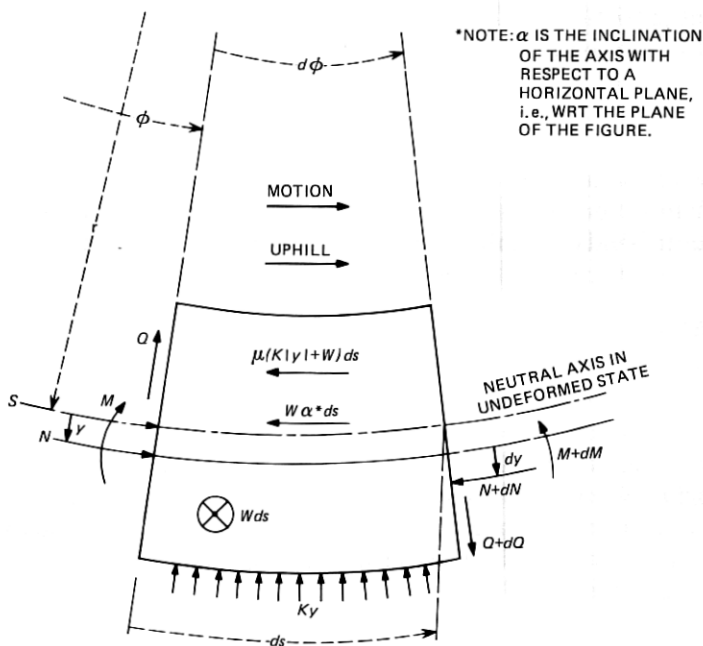 *NOTE: α IS THE INCLINATION
OF THE AXIS WITH
RESPECT TO A
HORIZONTAL PLANE,
i.e., WRT THE PLANE
OF THE FIGURE.
dϕ
ϕ
r
MOTION
UPHILL
Q
μ(K|y|+W) ds
NEUTRAL AXIS IN
UNDEFORMED STATE
S
M
Wα* ds
y
N
dy
M+dM
N+dN
Wds
Q+dQ
Ky
ds